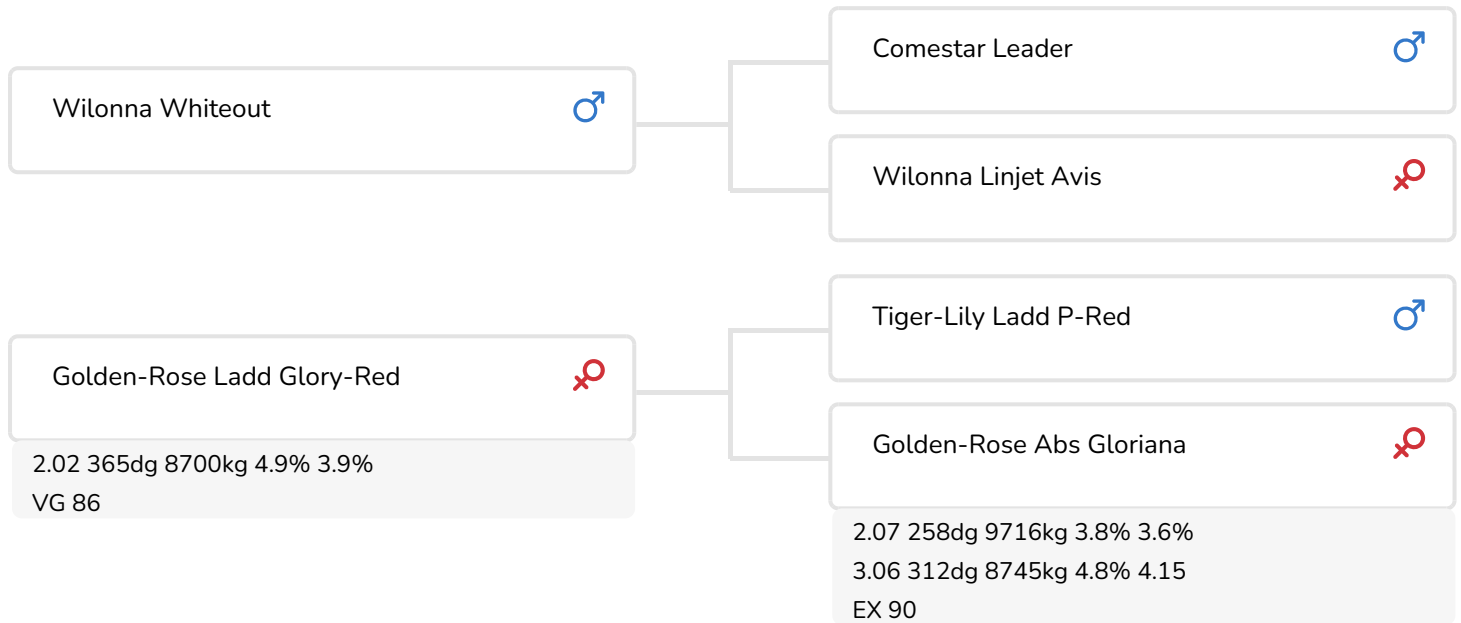 Comestar Leader
Wilonna Whiteout
Wilonna Linjet Avis
Tiger-Lily Ladd P-Red
Golden-Rose Ladd Glory-Red
2.02 365dg 8700kg 4.9% 3.9%
VG 86
Golden-Rose Abs Gloriana
2.07 258dg 9716kg 3.8% 3.6%
3.06 312dg 8745kg 4.8% 4.15
EX 90